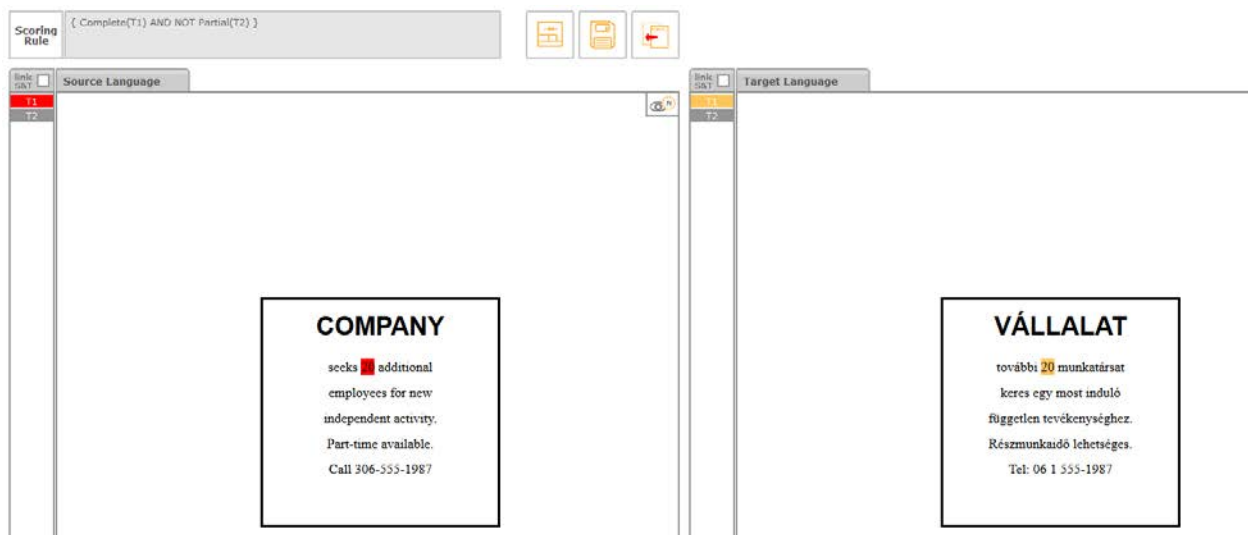 Scoring Rule
{ Complete(T1) AND NOT Partial(T2) }
link S&T
Source Language
T1
T2
N
COMPANY
seeks 20 additional
employees for new
independent activity.
Part-time available.
Call 306-555-1987
link S&T
Target Language
T1
T2
VÁLLALAT
további 20 munkatársat
keres egy most induló
független tevékenységhez.
Részmunkaidő lehetséges.
Tel: 06 1 555-1987